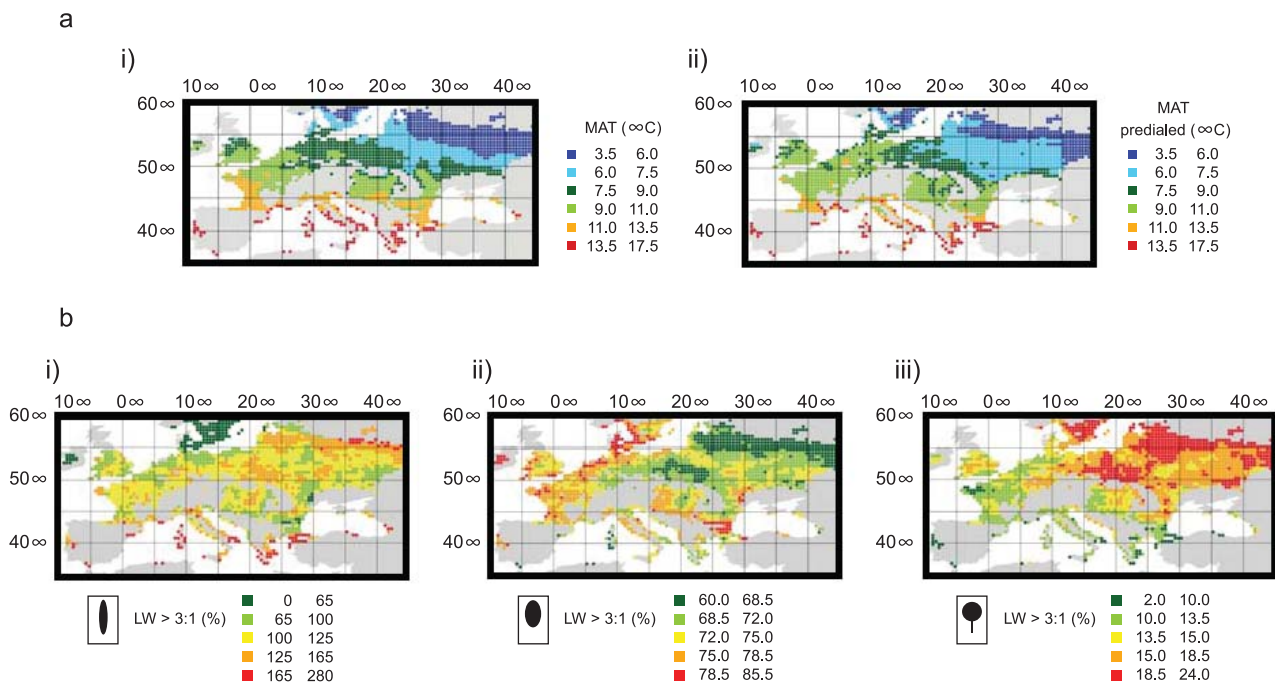 a
i)
10∞ 0∞ 10∞ 20∞ 30∞ 40∞
60∞
50∞
40∞
MAT (∞C)
3.5 6.0
6.0 7.5
7.5 9.0
9.0 11.0
11.0 13.5
13.5 17.5
ii)
10∞ 0∞ 10∞ 20∞ 30∞ 40∞
60∞
50∞
40∞
MAT
predialed (∞C)
3.5 6.0
6.0 7.5
7.5 9.0
9.0 11.0
11.0 13.5
13.5 17.5
b
i)
10∞ 0∞ 10∞ 20∞ 30∞ 40∞
60∞
50∞
40∞
LW > 3:1 (%)
0 65
65 100
100 125
125 165
165 280
ii)
10∞ 0∞ 10∞ 20∞ 30∞ 40∞
60∞
50∞
40∞
LW > 3:1 (%)
60.0 68.5
68.5 72.0
72.0 75.0
75.0 78.5
78.5 85.5
iii)
10∞ 0∞ 10∞ 20∞ 30∞ 40∞
60∞
50∞
40∞
LW > 3:1 (%)
2.0 10.0
10.0 13.5
13.5 15.0
15.0 18.5
18.5 24.0